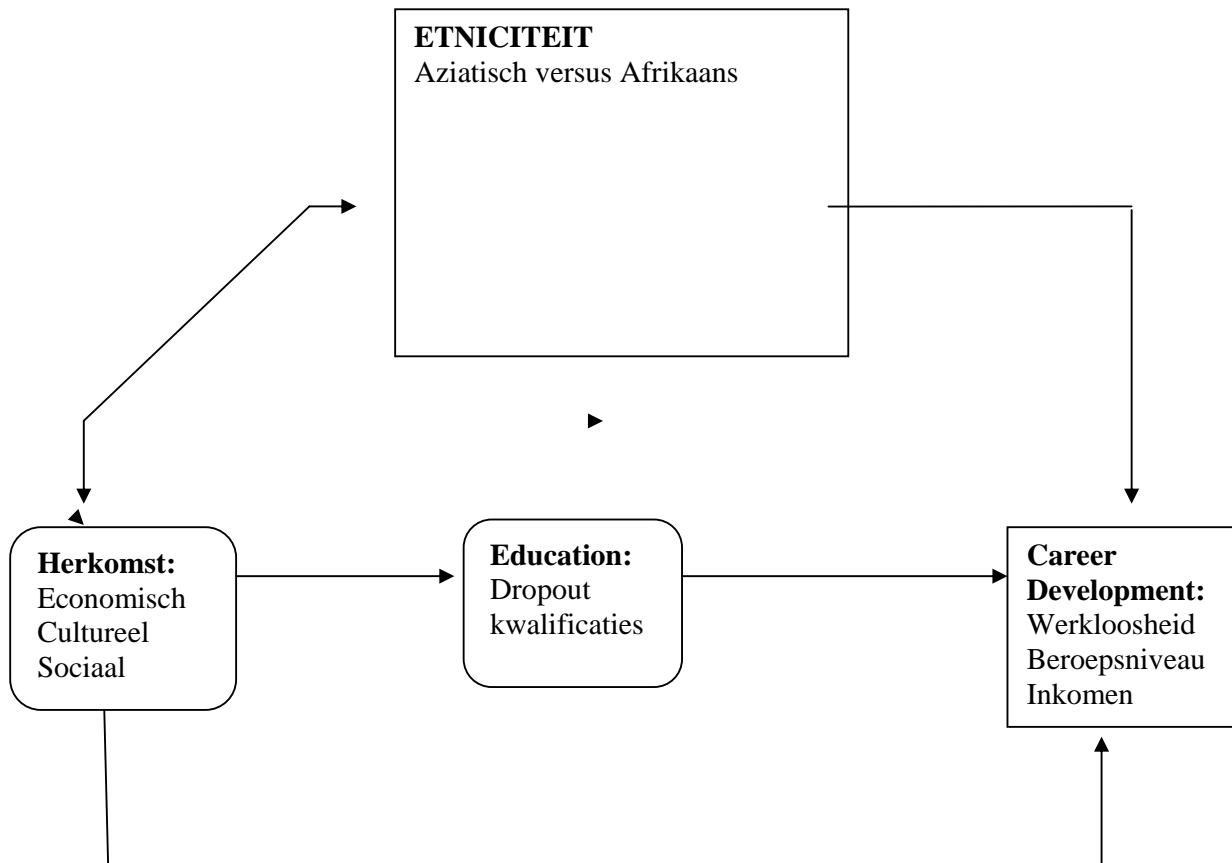 ETNICITEIT
Aziatisch versus Afrikaans
Herkomst:
Economisch
Cultureel
Sociaal
Education:
Dropout
kwalificaties
Career
Development:
Werkloosheid
Beroepsniveau
Inkomen